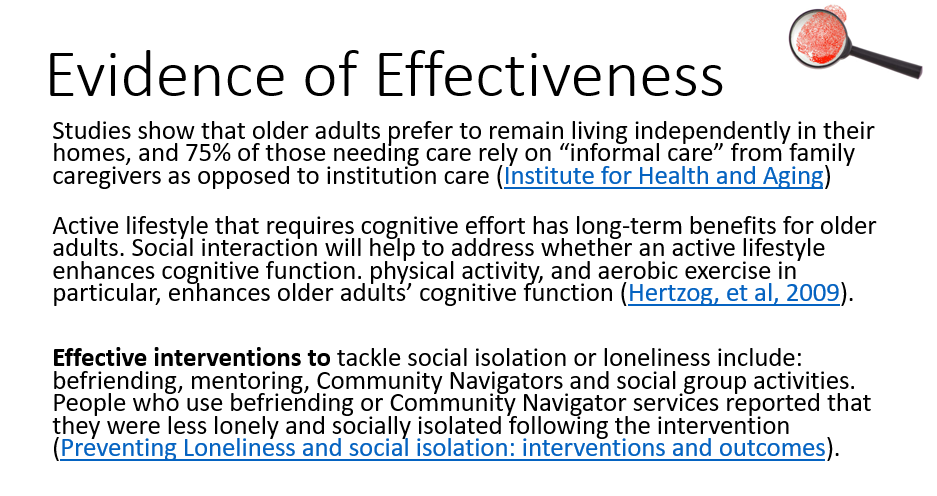 Evidence of Effectiveness
Studies show that older adults prefer to remain living independently in their
homes, and 75% of those needing care rely on “informal care” from family
caregivers as opposed to institution care (Institute for Health and Aging)
Active lifestyle that requires cognitive effort has long-term benefits for older
adults. Social interaction will help to address whether an active lifestyle
enhances cognitive function. physical activity, and aerobic exercise in
particular, enhances older adults’ cognitive function (Hertzog, et al, 2009).
Effective interventions to tackle social isolation or loneliness include:
befriending, mentoring, Community Navigators and social group activities.
People who use befriending or Community Navigator services reported that
they were less lonely and socially isolated following the intervention
(Preventing Loneliness and social isolation: interventions and outcomes).